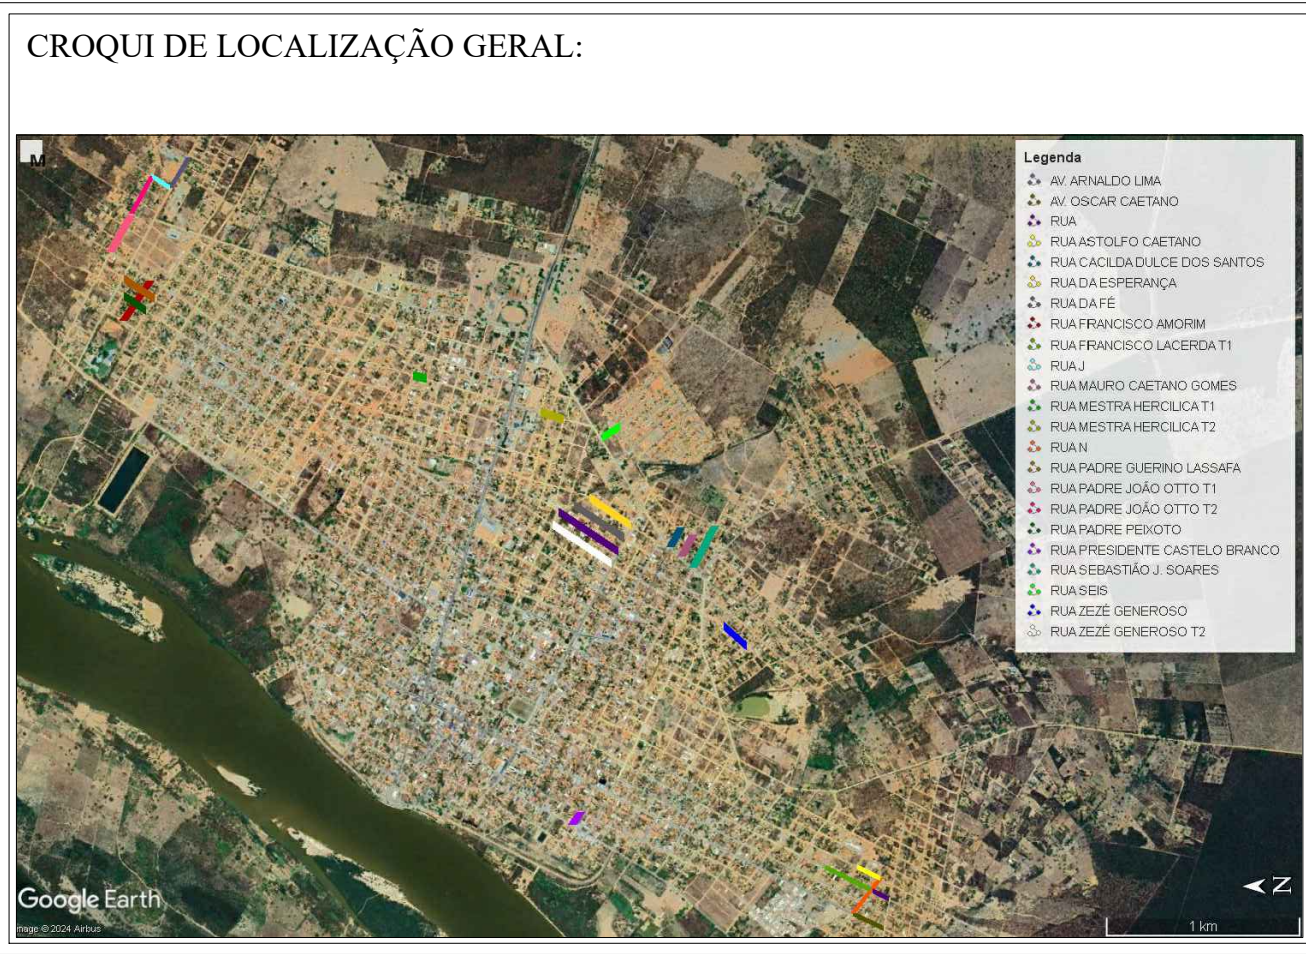 CROQUI DE LOCALIZAÇÃO GERAL:
M
Legenda
AV. ARNALDO LIMA
AV. OSCAR CAETANO
RUA
RUA ASTOLFO CAETANO
RUA CACILDA DULCE DOS SANTOS
RUA DA ESPERANÇA
RUA DA FÉ
RUA FRANCISCO AMORIM
RUA FRANCISCO LACERDA T1
RUA J
RUA MAURO CAETANO GOMES
RUA MESTRA HERCILICA T1
RUA MESTRA HERCILICA T2
RUA N
RUA PADRE GUERINO LASSAFA
RUA PADRE JOÃO OTTO T1
RUA PADRE JOÃO OTTO T2
RUA PADRE PEIXOTO
RUA PRESIDENTE CASTELO BRANCO
RUA SEBASTIÃO J. SOARES
RUA SEIS
RUA ZEZÉ GENEROSO
RUA ZEZÉ GENEROSO T2
Google Earth
mage © 2024 Airbus
N
1 km